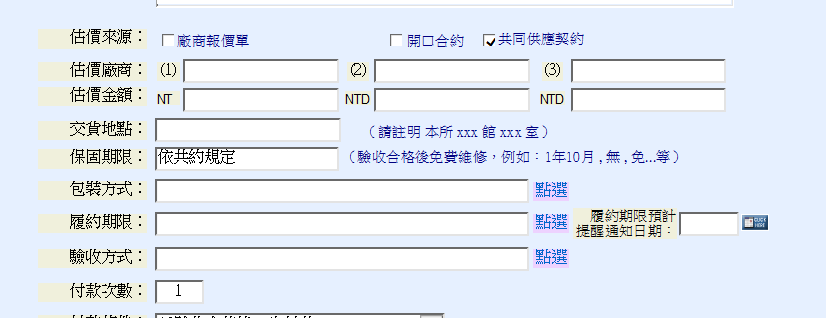 估價來源： 廠商報價單 開口合約 共同供應契約
估價廠商： (1) (2) (3)
估價金額： NT NTD NTD
交貨地點： （請註明 本所 xxx 館 xxx 室）
保固期限： 依共約規定 （驗收合格後免費維修，例如：1年10月 , 無 , 免...等）
包裝方式： 點選
履約期限： 點選 履約期限預計
提醒通知日期：
驗收方式： 點選
付款次數： 1